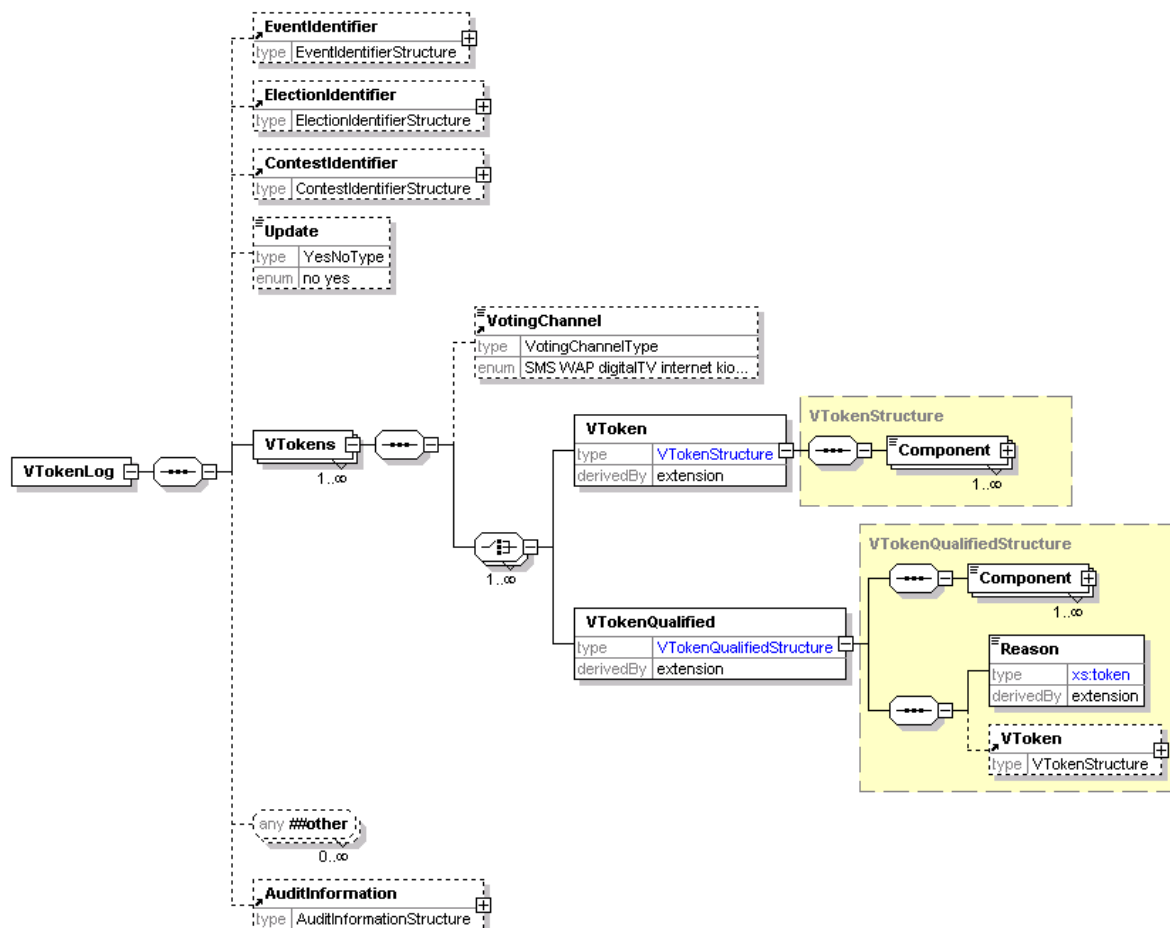 EventIdentifier
type EventIdentifierStructure
ElectionIdentifier
type ElectionIdentifierStructure
ContestIdentifier
type ContestIdentifierStructure
Update
type YesNoType
enum no yes
VotingChannel
type VotingChannelType
enum SMS WAP digitalTV internet kio...
VTokenLog
VTokens
1..∞
1..∞
VToken
type VTokenStructure
derivedBy extension
VTokenStructure
Component
1..∞
VTokenQualified
type VTokenQualifiedStructure
derivedBy extension
VTokenQualifiedStructure
Component
1..∞
Reason
type xs:token
derivedBy extension
VToken
type VTokenStructure
any ##other
0..∞
AuditInformation
type AuditInformationStructure